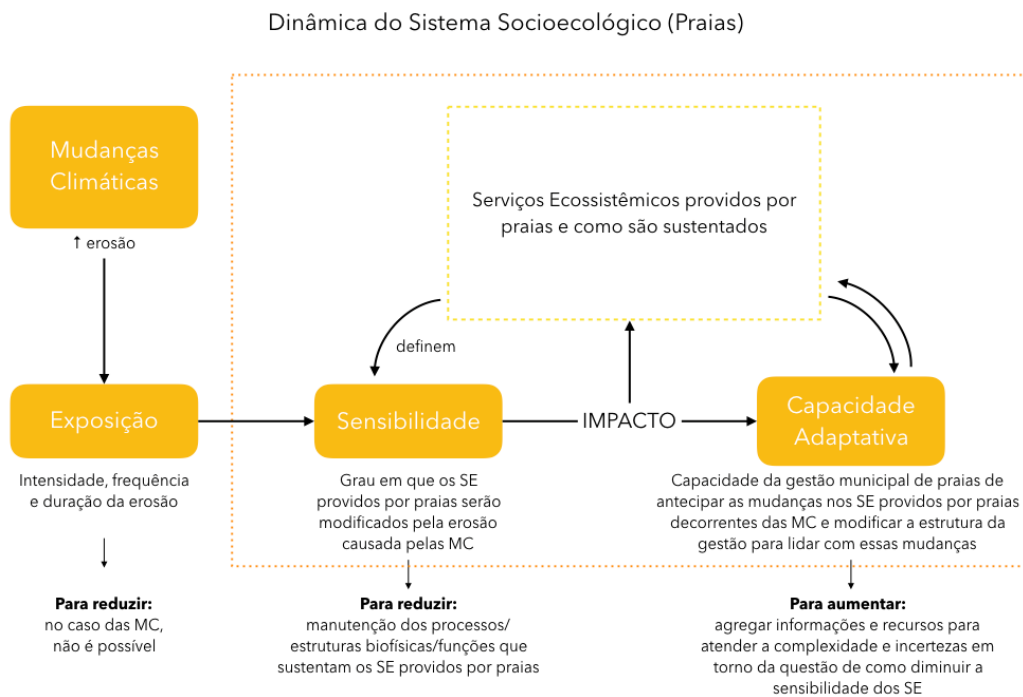 Dinâmica do Sistema Socioecológico (Praias)
Mudanças
Climáticas
↑ erosão
Serviços Ecossistêmicos providos por
praias e como são sustentados
definem
Exposição
Sensibilidade
IMPACTO
Capacidade
Adaptativa
Intensidade, frequência
e duração da erosão
Grau em que os SE
providos por praias serão
modificados pela erosão
causada pelas MC
Capacidade da gestão municipal de praias de
antecipar as mudanças nos SE providos por praias
decorrentes das MC e modificar a estrutura da
gestão para lidar com essas mudanças
Para reduzir:
no caso das MC,
não é possível
Para reduzir:
manutenção dos processos/
estruturas biofísicas/funções que
sustentam os SE providos por praias
Para aumentar:
agregar informações e recursos para
atender a complexidade e incertezas em
torno da questão de como diminuir a
sensibilidade dos SE